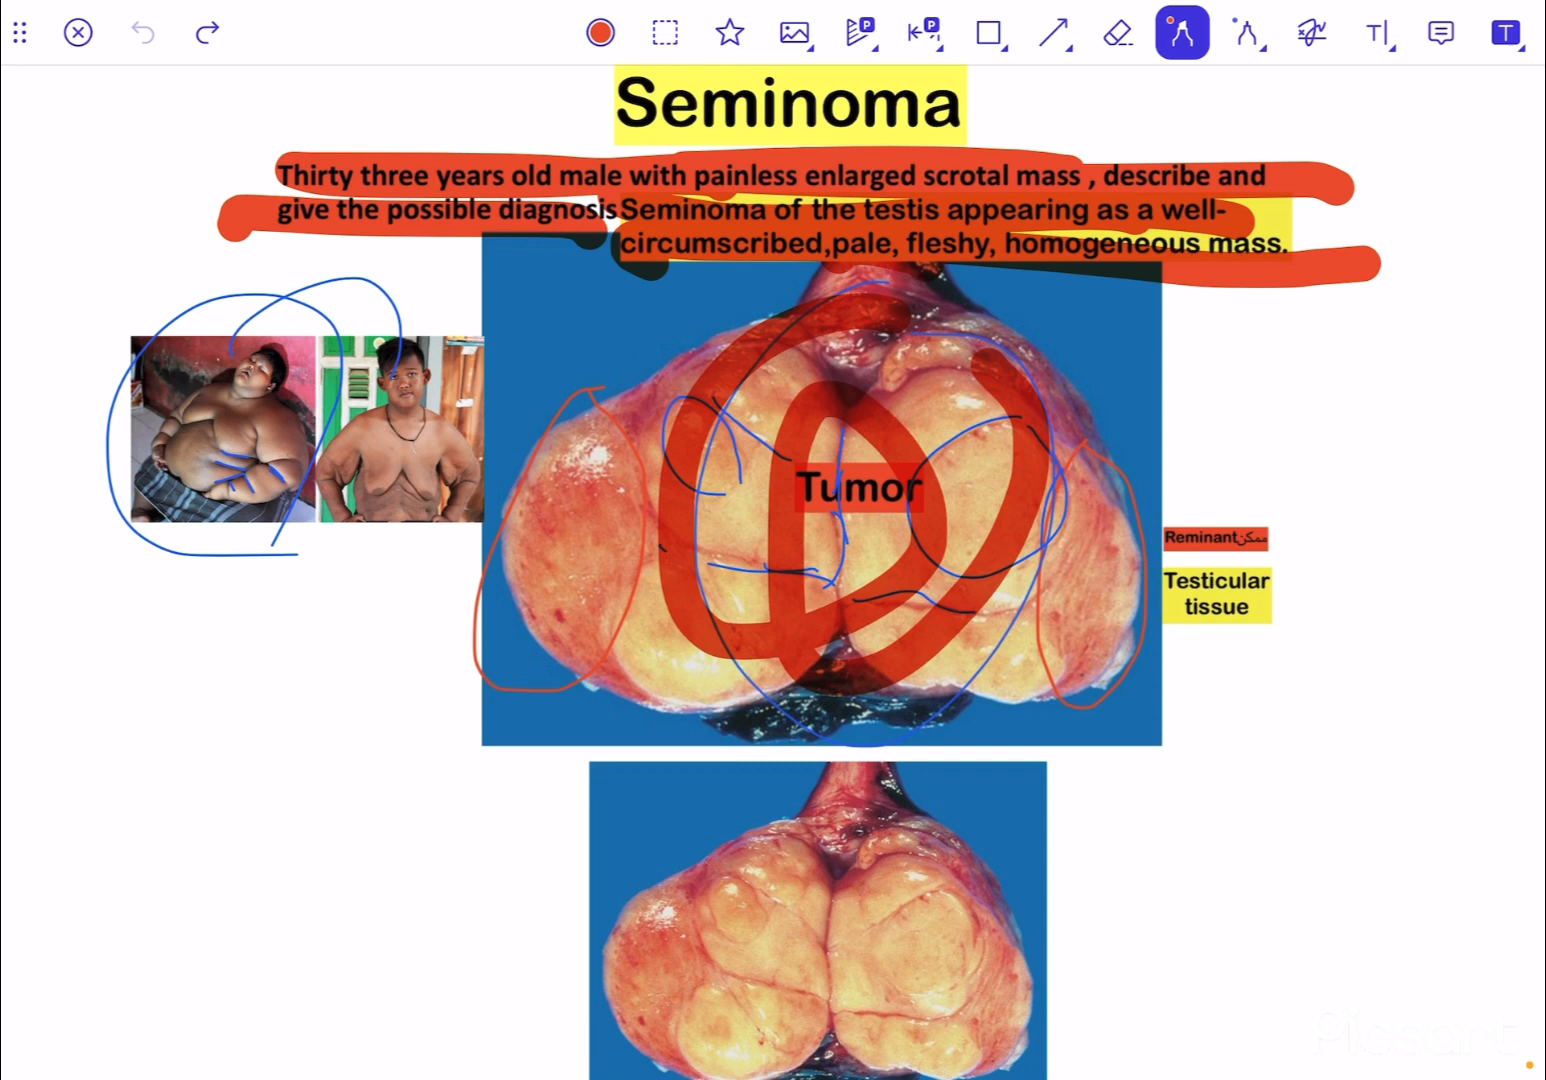 Seminoma
Thirty three years old male with painless enlarged scrotal mass , describe and
give the possible diagnosis
Seminoma of the testis appearing as a well-
circumscribed,pale, fleshy, homogeneous mass.
Tumor
Reminant ممكن
Testicular
tissue
Picsart